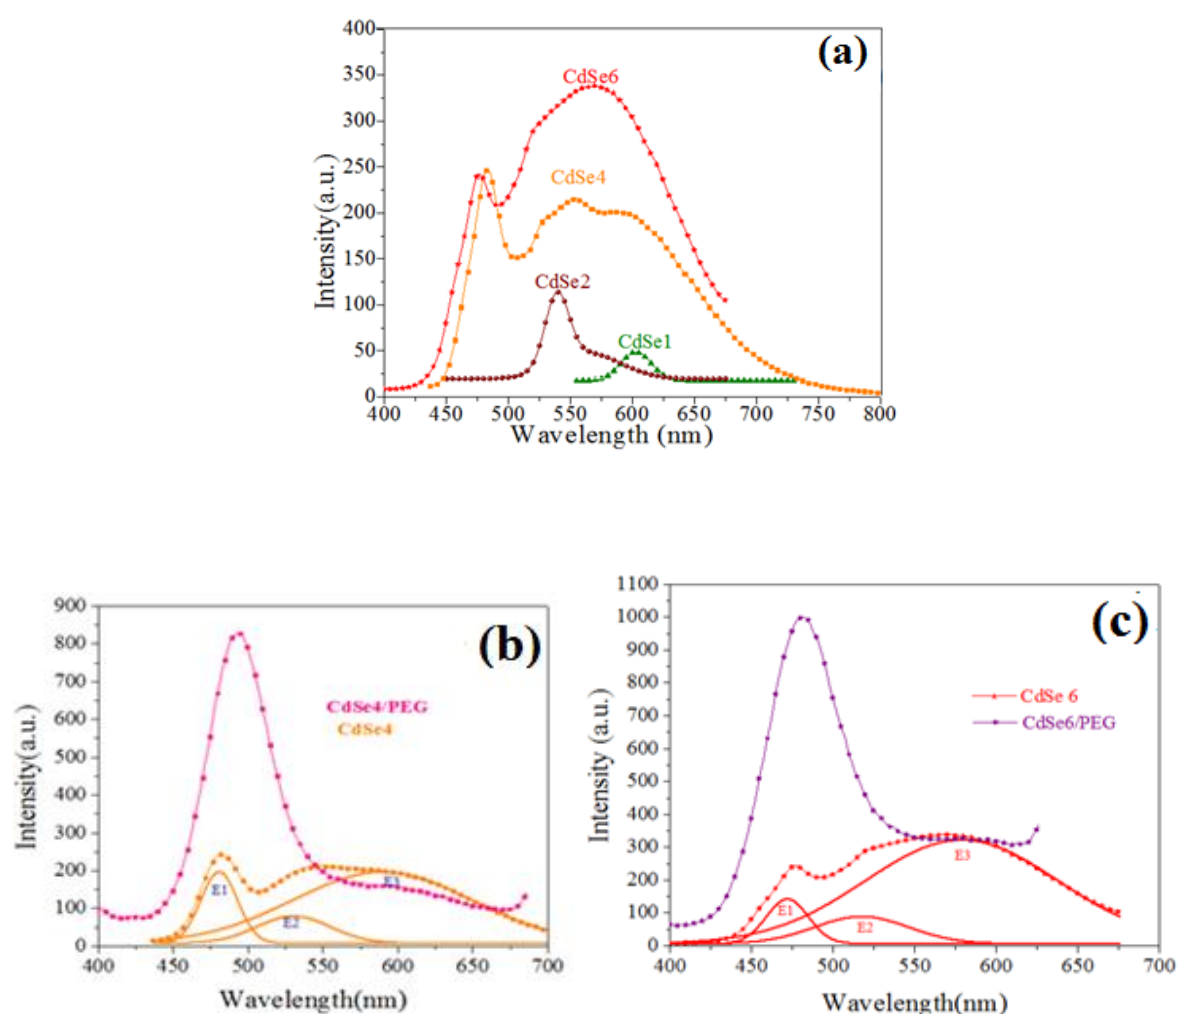 (a)
400
350
300
250
200
150
100
50
0
Intensity(a.u.)
CdSe6
CdSe4
CdSe2
CdSe1
400 450 500 550 600 650 700 750 800
Wavelength (nm)
(b)
900
800
700
600
500
400
300
200
100
0
Intensity(a.u.)
CdSe4/PEG
CdSe4
E1
E2
E3
400 450 500 550 600 650 700
Wavelength(nm)
(c)
1100
1000
900
800
700
600
500
400
300
200
100
0
Intensity (a.u.)
CdSe 6
CdSe6/PEG
E1
E2
E3
400 450 500 550 600 650 700
Wavelength(nm)